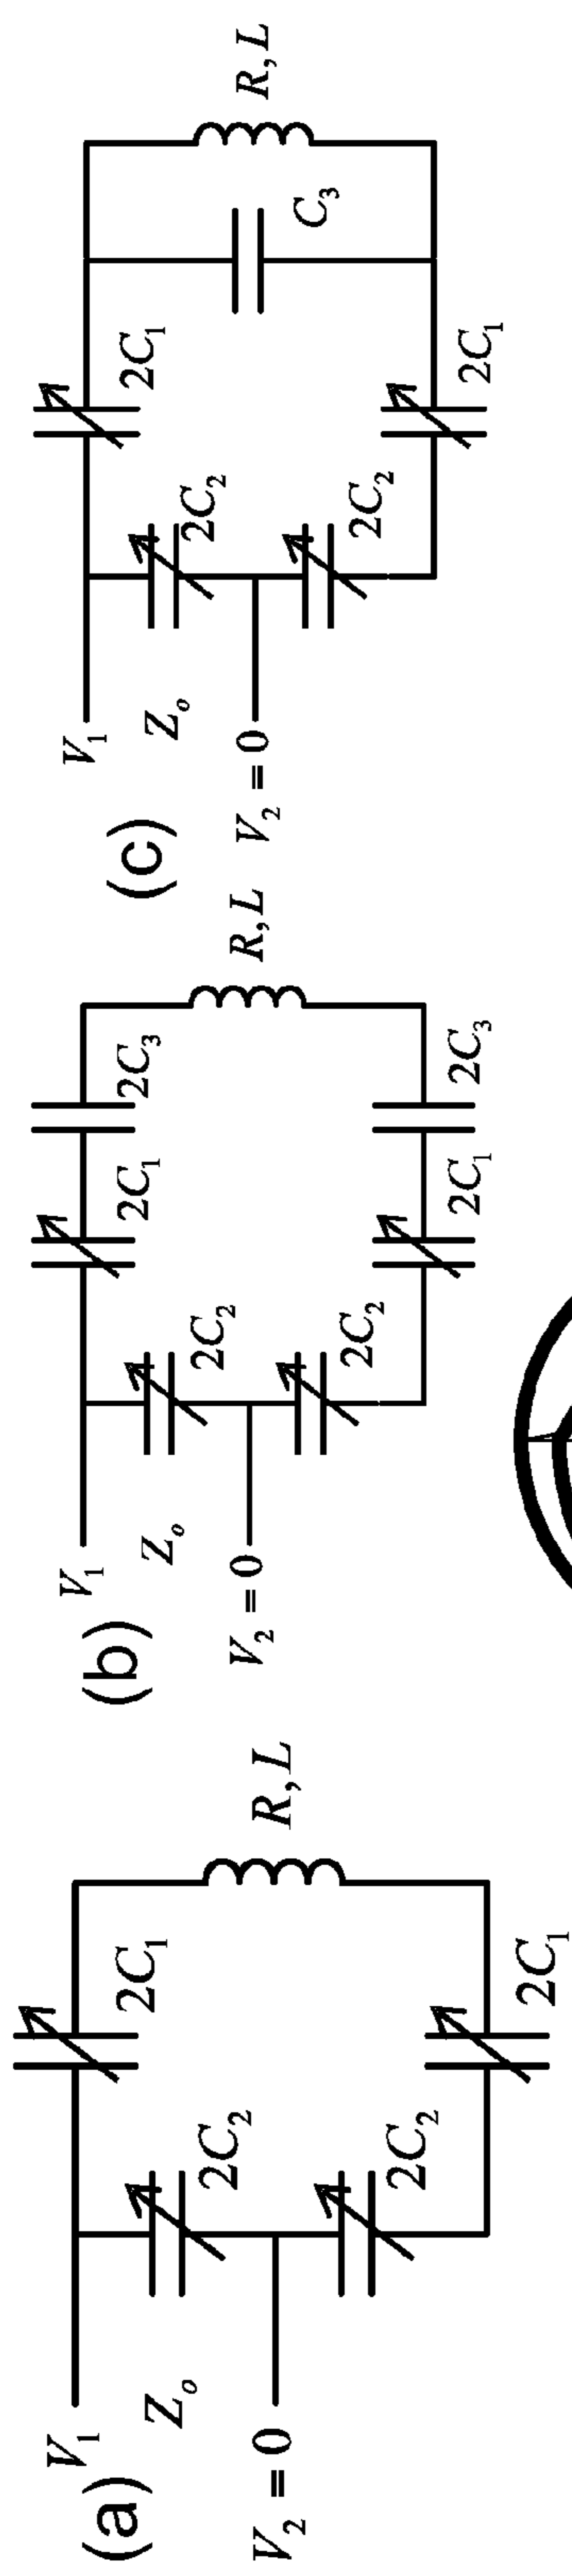 (a)
V₁
2C₁
2C₂
Zₒ
R, L
V₂ = 0
2C₂
2C₁
(b)
V₁
2C₁
2C₃
2C₂
Zₒ
R, L
V₂ = 0
2C₂
2C₁
2C₃
(c)
V₁
2C₁
2C₂
Zₒ
C₃
R, L
V₂ = 0
2C₂
2C₁